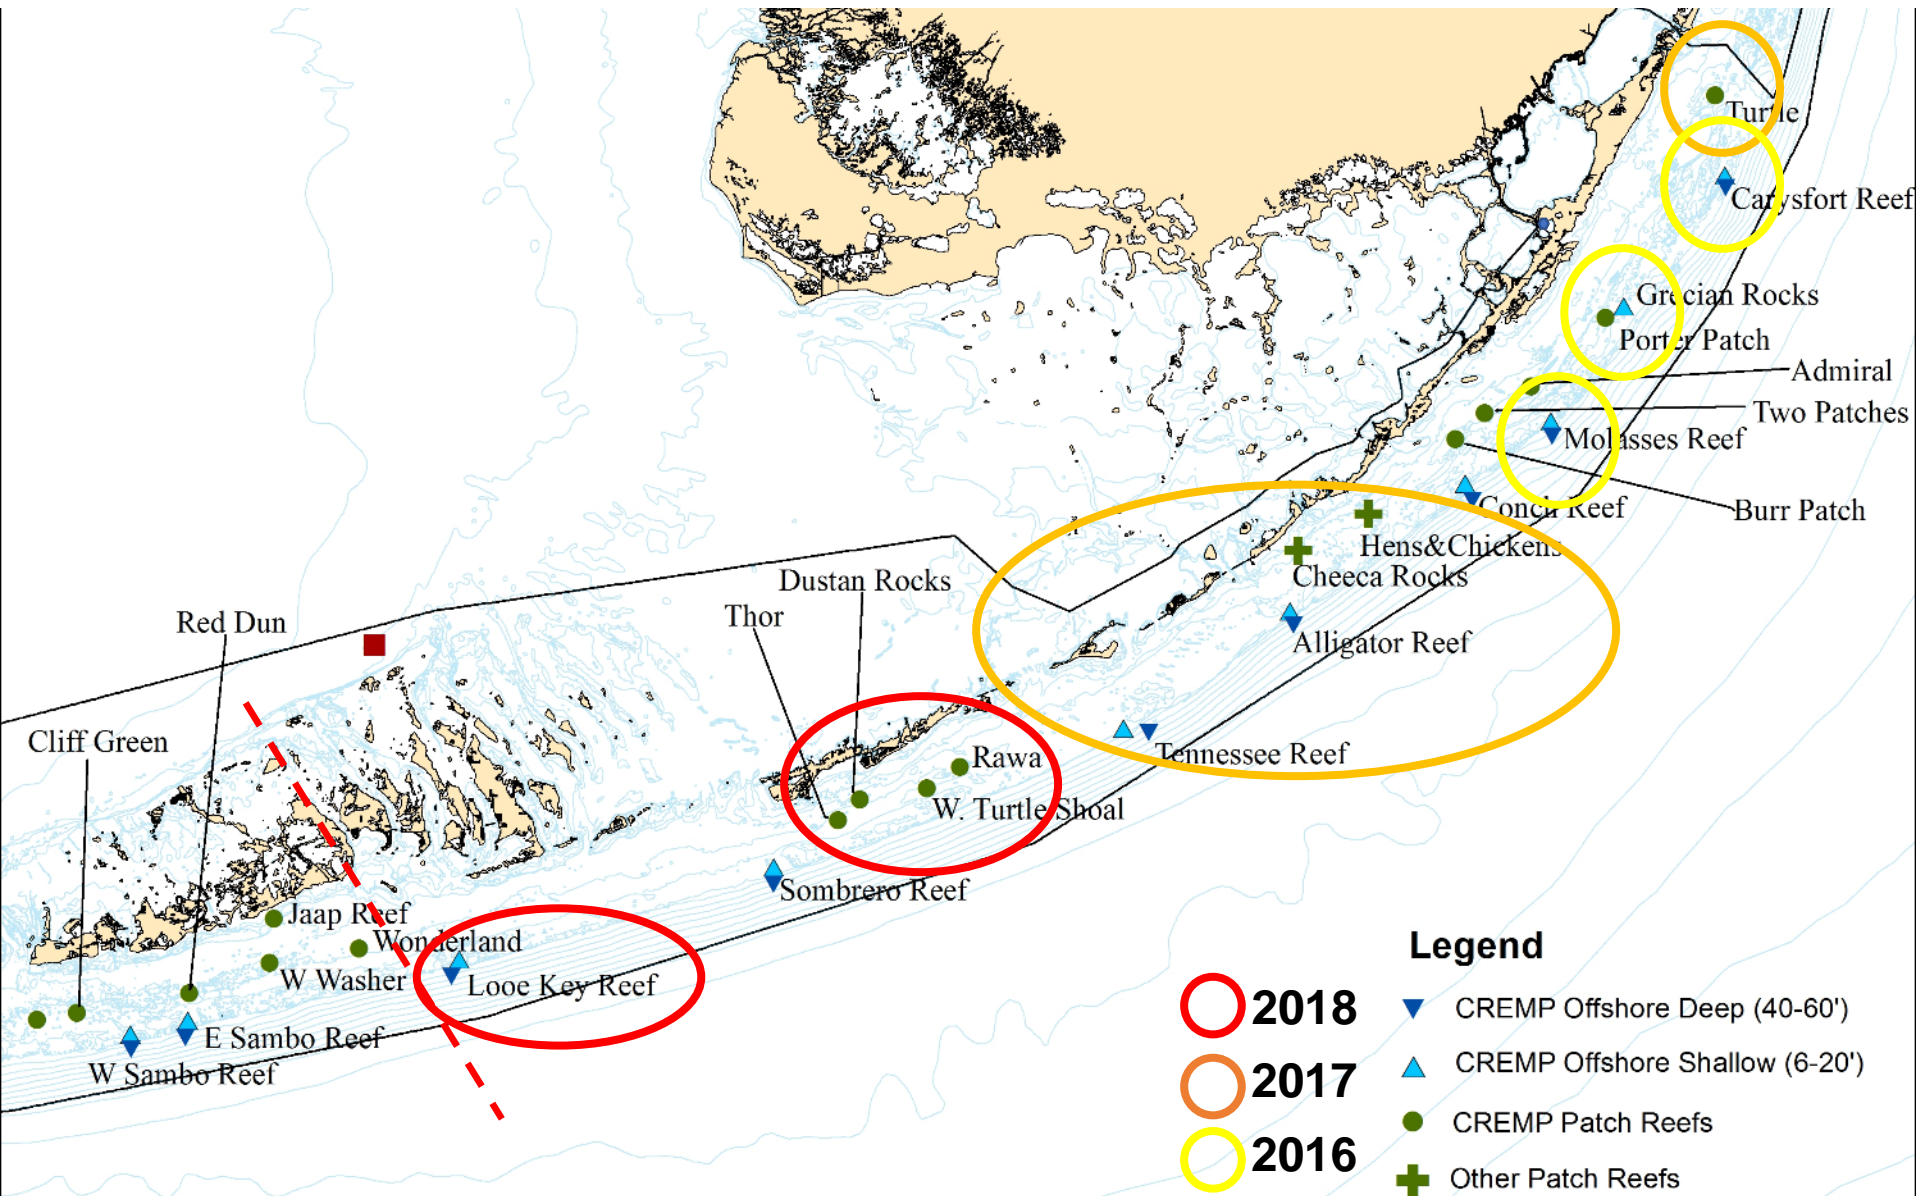 Turtle
Carysfort Reef
Grecian Rocks
Porter Patch
Admiral
Two Patches
Molasses Reef
Conch Reef
Burr Patch
Hens&Chickens
Cheeca Rocks
Dustan Rocks
Thor
Red Dun
Alligator Reef
Cliff Green
Tennessee Reef
Rawa
W. Turtle Shoal
Sombrero Reef
Jaap Reef
Wonderland
W Washer
Looe Key Reef
E Sambo Reef
W Sambo Reef
Legend
2018
CREMP Offshore Deep (40-60')
2017
CREMP Offshore Shallow (6-20')
CREMP Patch Reefs
2016
Other Patch Reefs